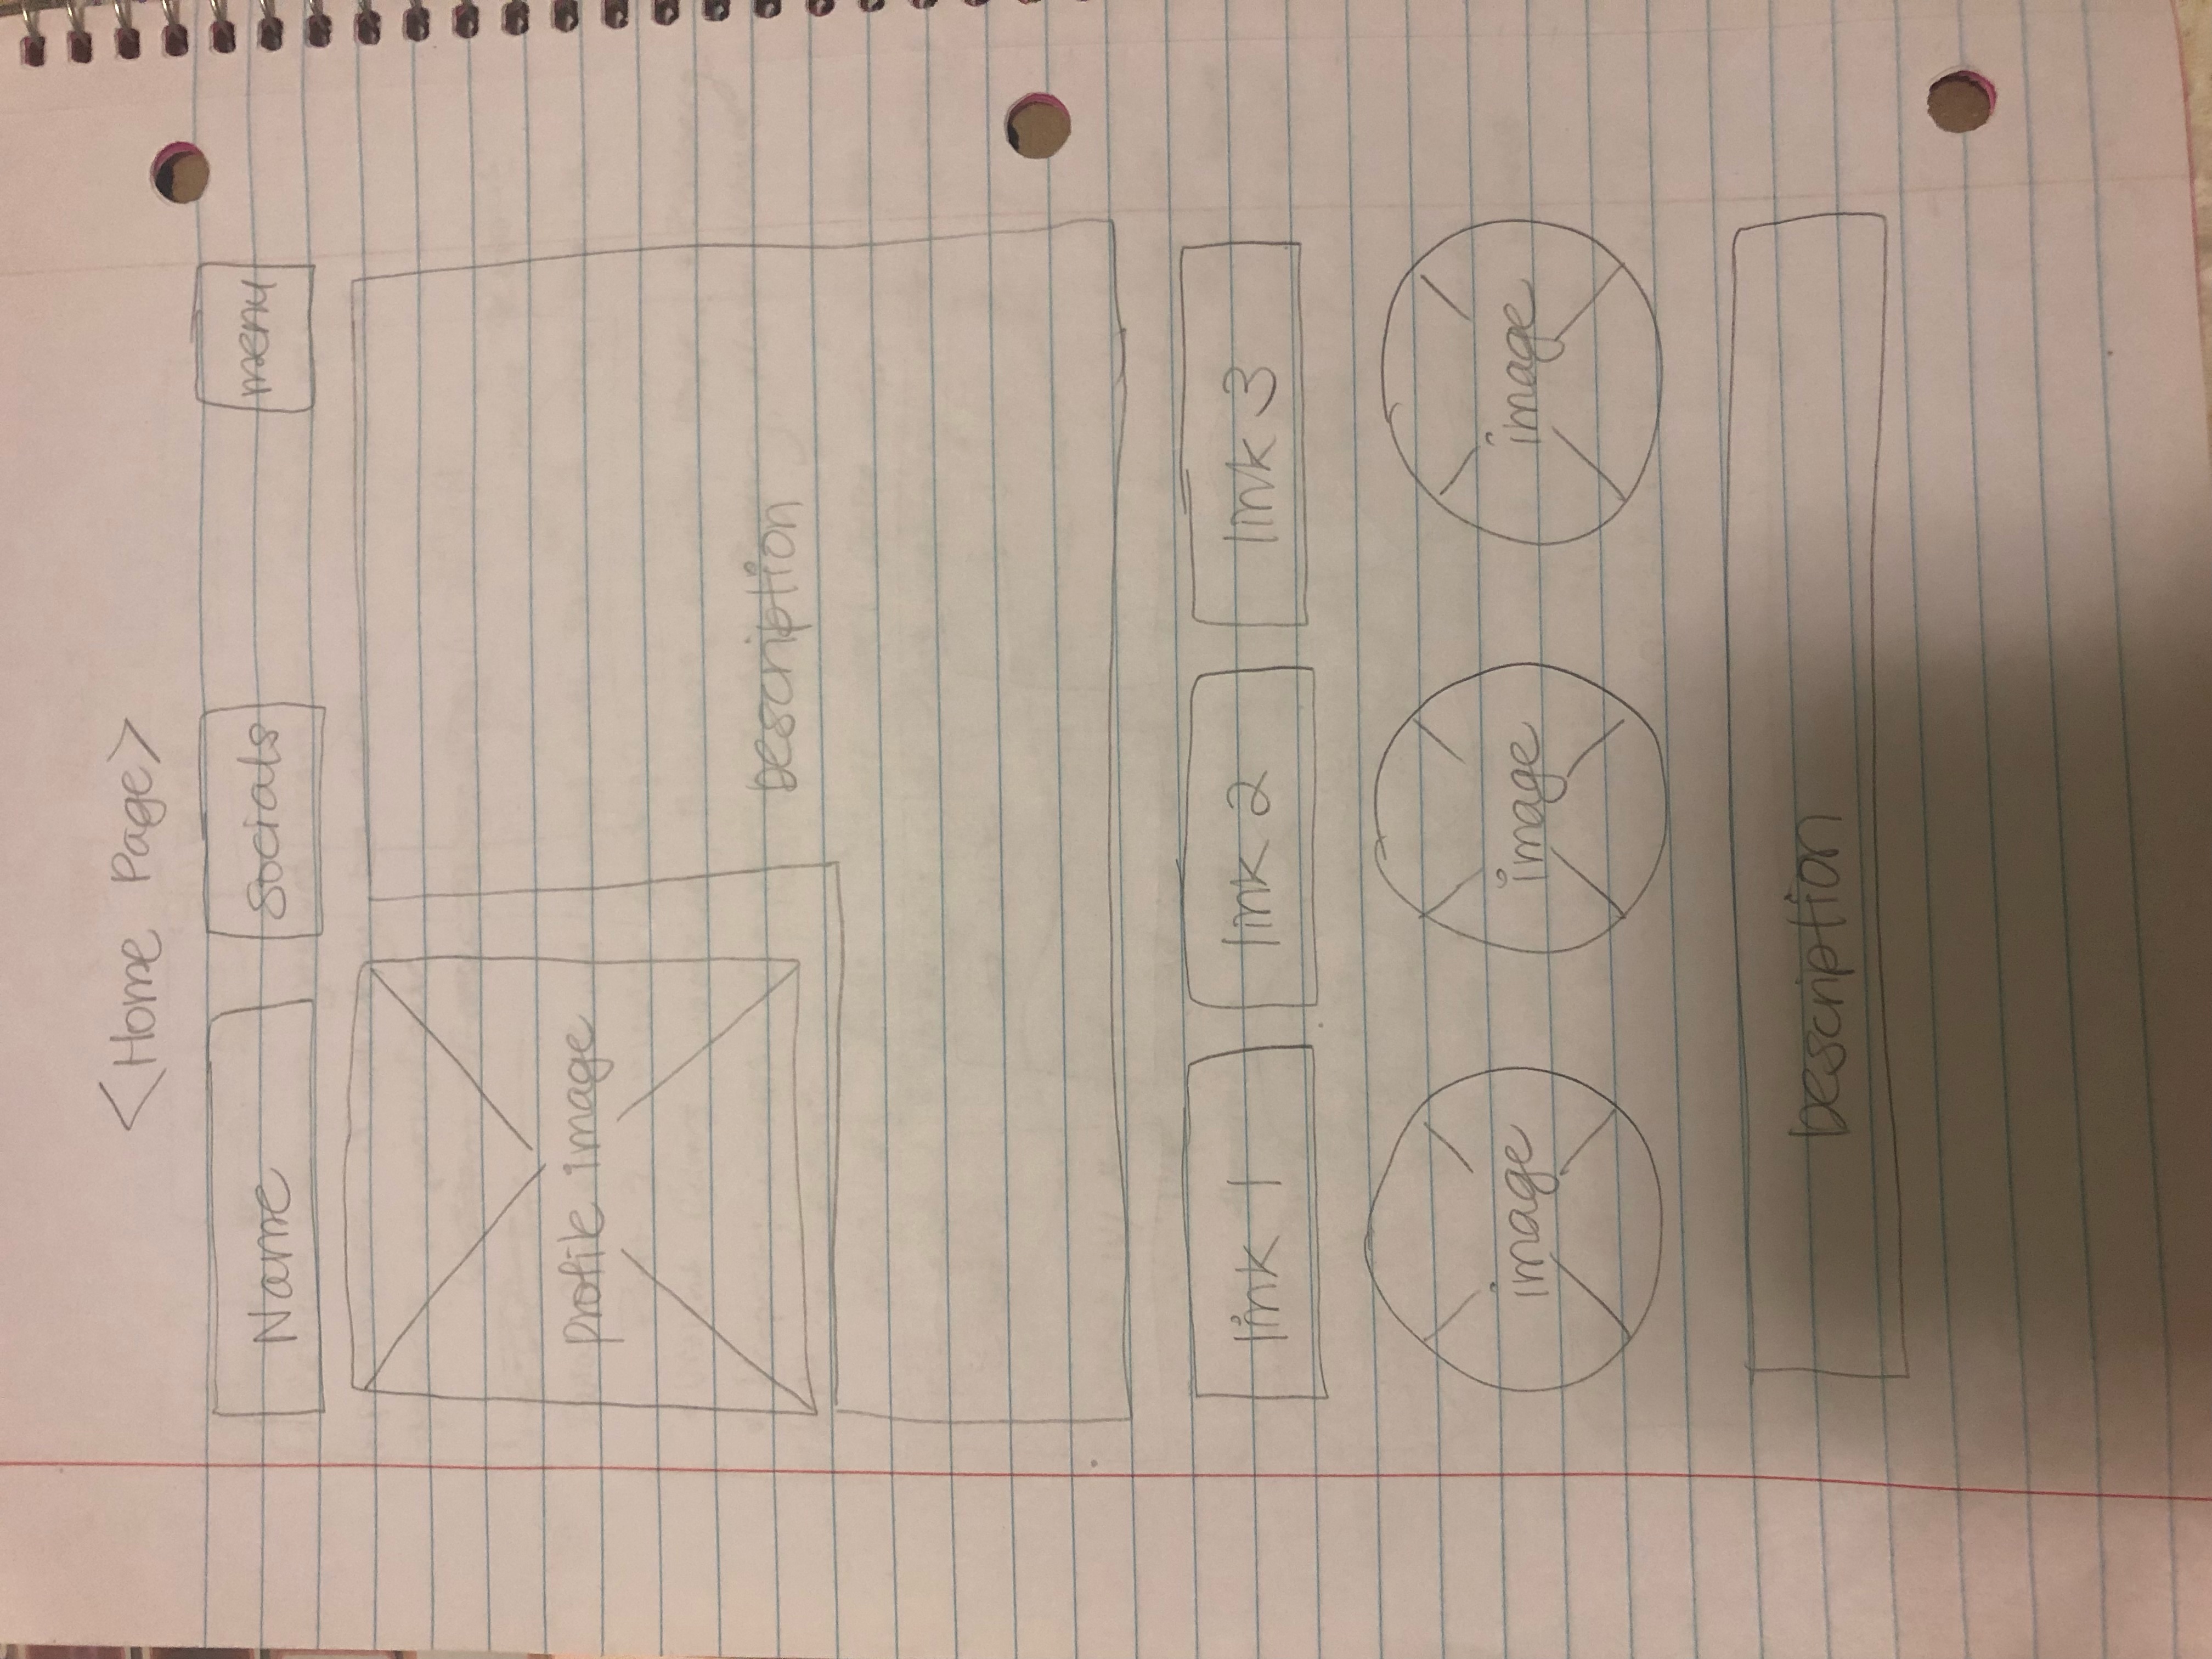 <Home Page>
Name socials menu
profile image
Description
link 1 link 2 link 3
image image image
Description